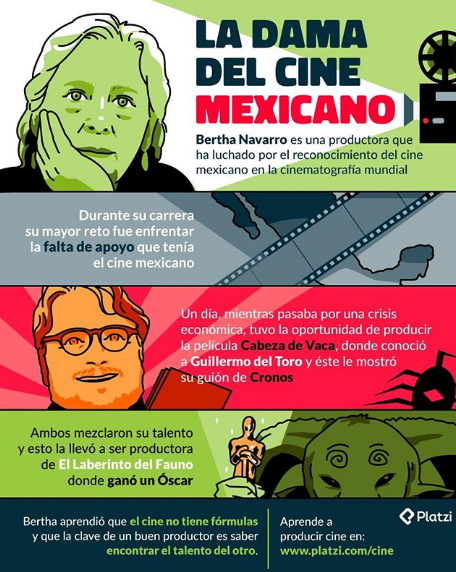 LA DAMA
DEL CINE
MEXICANO
Bertha Navarro es una productora que
ha luchado por el reconocimiento del cine
mexicano en la cinematografía mundial
Durante su carrera
su mayor reto fue enfrentar
la falta de apoyo que tenía
el cine mexicano
Un día, mientras pasaba por una crisis
económica, tuvo la oportunidad de producir
la película Cabeza de Vaca, donde conoció
a Guillermo del Toro y éste le mostró
su guión de Cronos
Ambos mezclaron su talento
y esto la llevó a ser productora
de El Laberinto del Fauno
donde ganó un Óscar
Bertha aprendió que el cine no tiene fórmulas
y que la clave de un buen productor es saber
encontrar el talento del otro.
Aprende a
producir cine en:
www.platzi.com/cine
Platzi